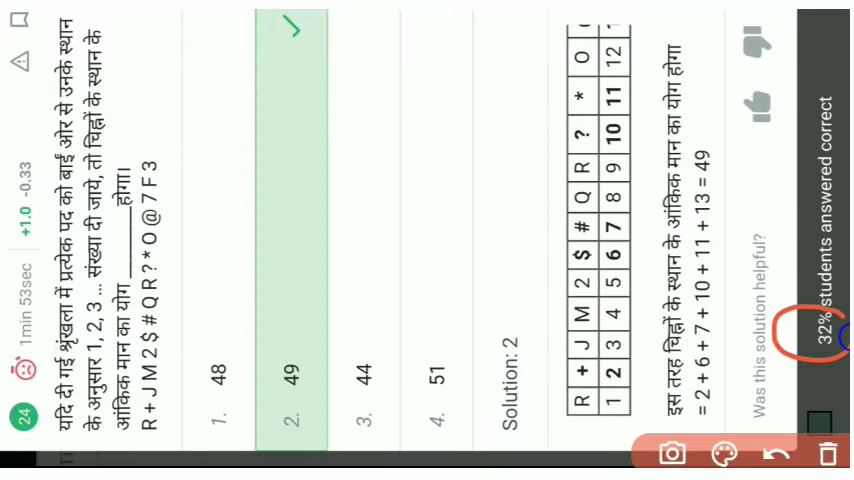 24 1min 53sec +1.0 -0.33
यदि दी गई श्रृंखला में प्रत्येक पद को बाईं ओर से उनके स्थान
के अनुसार 1, 2, 3 ... संख्या दी जाये, तो चिह्नों के स्थान के
आंकिक मान का योग ________होगा।
R + J M 2 $ # Q R ? * O @ 7 F 3
1. 48
2. 49
3. 44
4. 51
Solution: 2
R + J M 2 $ # Q R ? * O
1 2 3 4 5 6 7 8 9 10 11 12
इस तरह चिह्नों के स्थान के आंकिक मान का योग होगा
= 2 + 6 + 7 + 10 + 11 + 13 = 49
Was this solution helpful?
32% students answered correct